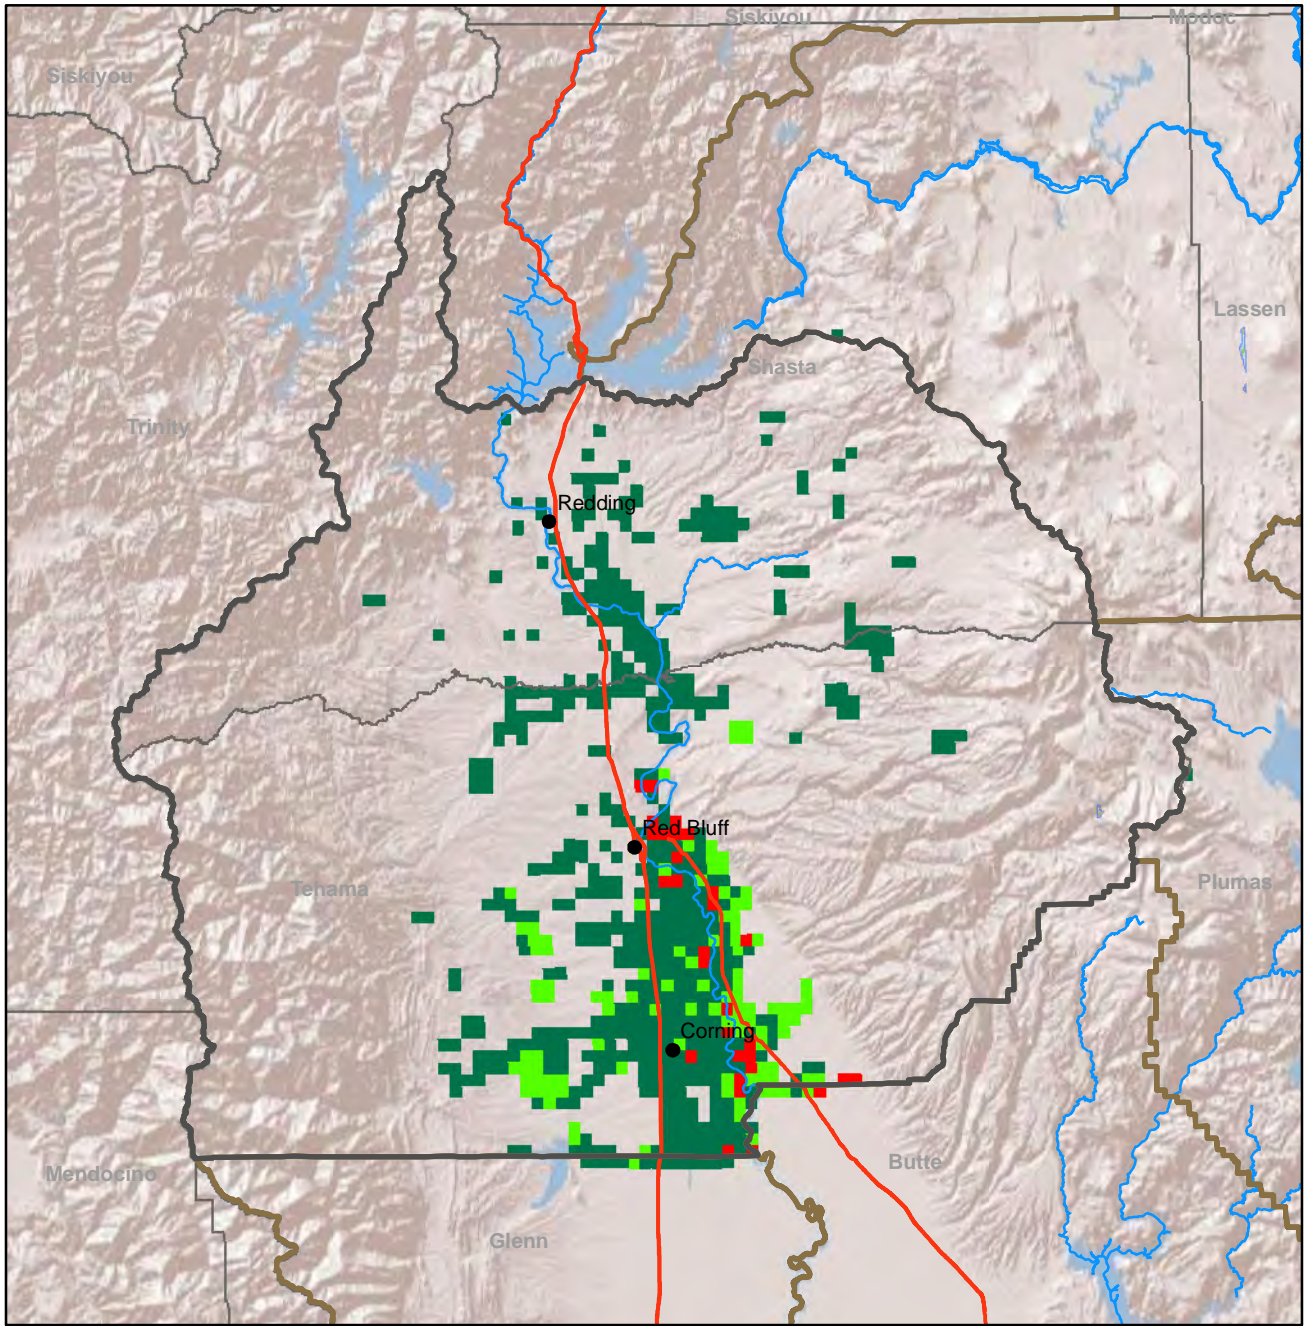 Siskiyou
Modoc
Siskiyou
Lassen
Shasta
Trinity
Redding
Red Bluff
Tehama
Plumas
Corning
Butte
Mendocino
Glenn